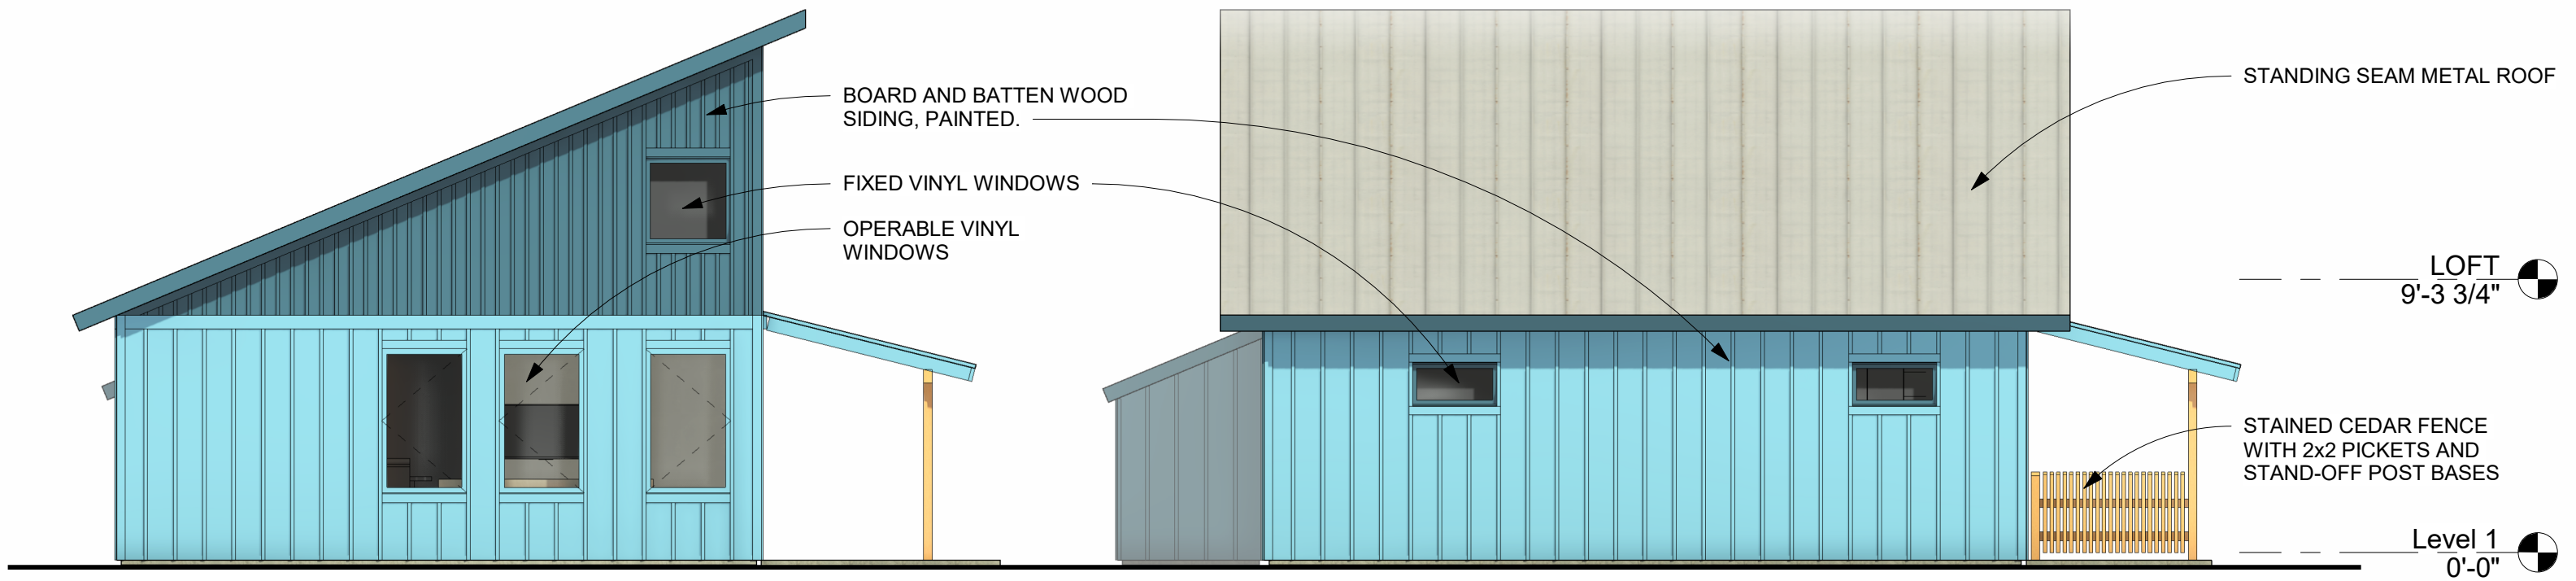 BOARD AND BATTEN WOOD
SIDING, PAINTED.
FIXED VINYL WINDOWS
OPERABLE VINYL
WINDOWS
STANDING SEAM METAL ROOF
LOFT
9'-3 3/4"
STAINED CEDAR FENCE
WITH 2x2 PICKETS AND
STAND-OFF POST BASES
Level 1
0'-0"